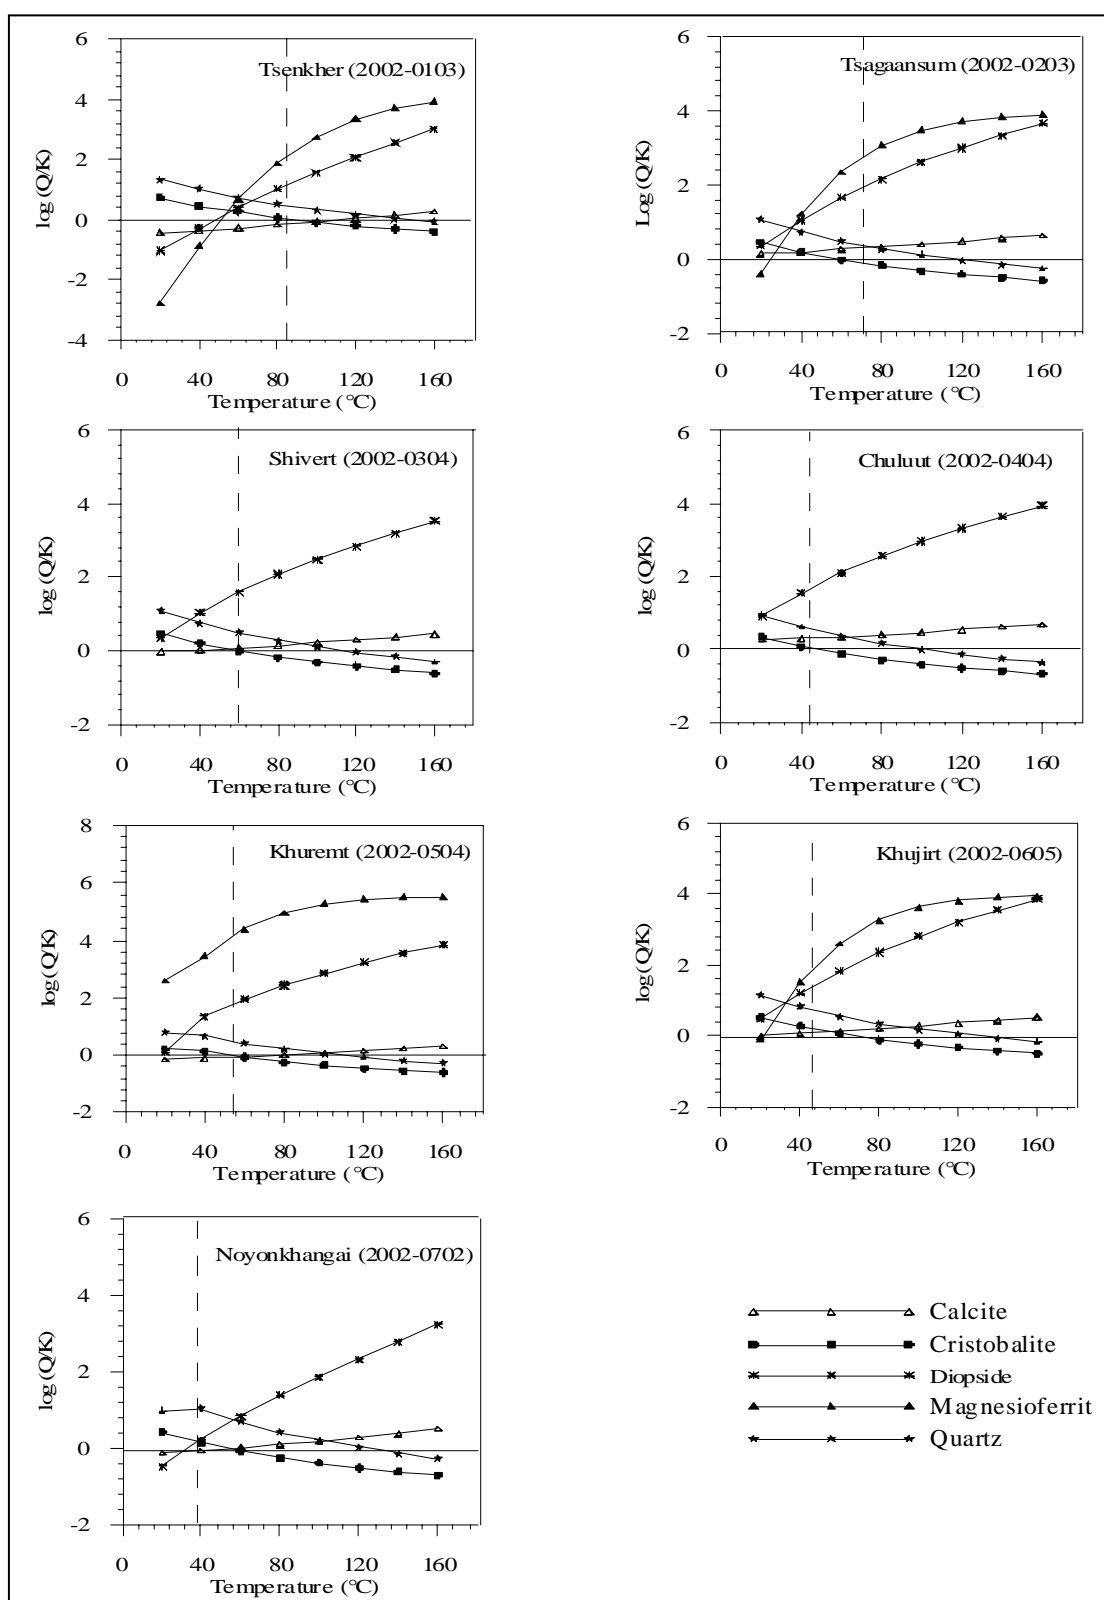 6
4
2
0
-2
-4
log (Q/K)
Tsenkher (2002-0103)
0 40 80 120 160
Temperature (°C)
6
4
2
0
-2
Log (Q/K)
Tsagaansum (2002-0203)
0 40 80 120 160
Temperature (°C)
6
4
2
0
-2
log (Q/K)
Shivert (2002-0304)
0 40 80 120 160
Temperature (°C)
6
4
2
0
-2
log (Q/K)
Chuluut (2002-0404)
0 40 80 120 160
Temperature (°C)
8
6
4
2
0
-2
log(Q/K)
Khuremt (2002-0504)
0 40 80 120 160
Temperature (°C)
6
4
2
0
-2
log(Q/K)
Khujirt (2002-0605)
0 40 80 120 160
Temperature (°C)
6
4
2
0
-2
log (Q/K)
Noyonkhangai (2002-0702)
0 40 80 120 160
Temperature (°C)
Calcite
Cristobalite
Diopside
Magnesioferrit
Quartz